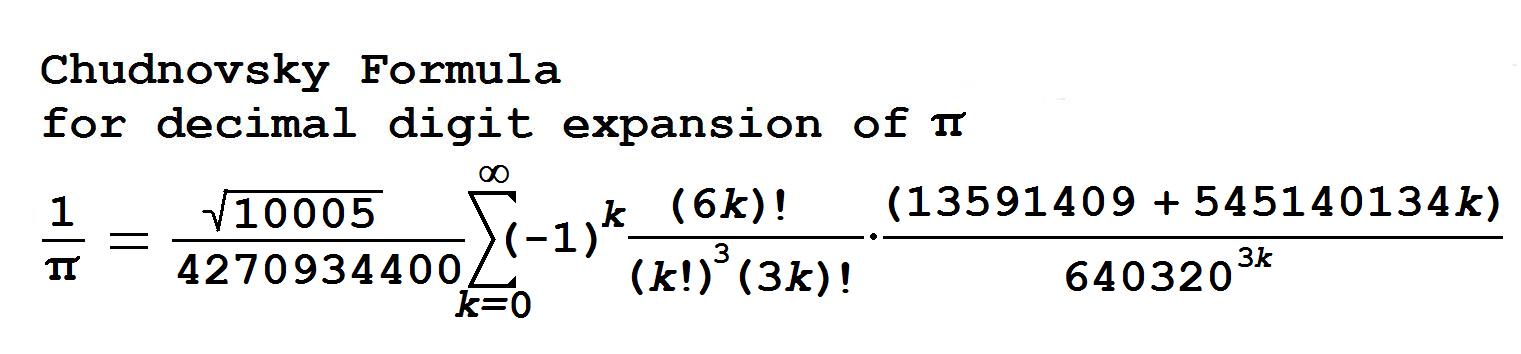 Chudnovsky Formula
for decimal digit expansion of π
1/π = √10005/4270934400 ∑_{k=0}^{∞} (-1)^k (6k)!/((k!)^3(3k)!) · (13591409 + 545140134k)/640320^{3k}